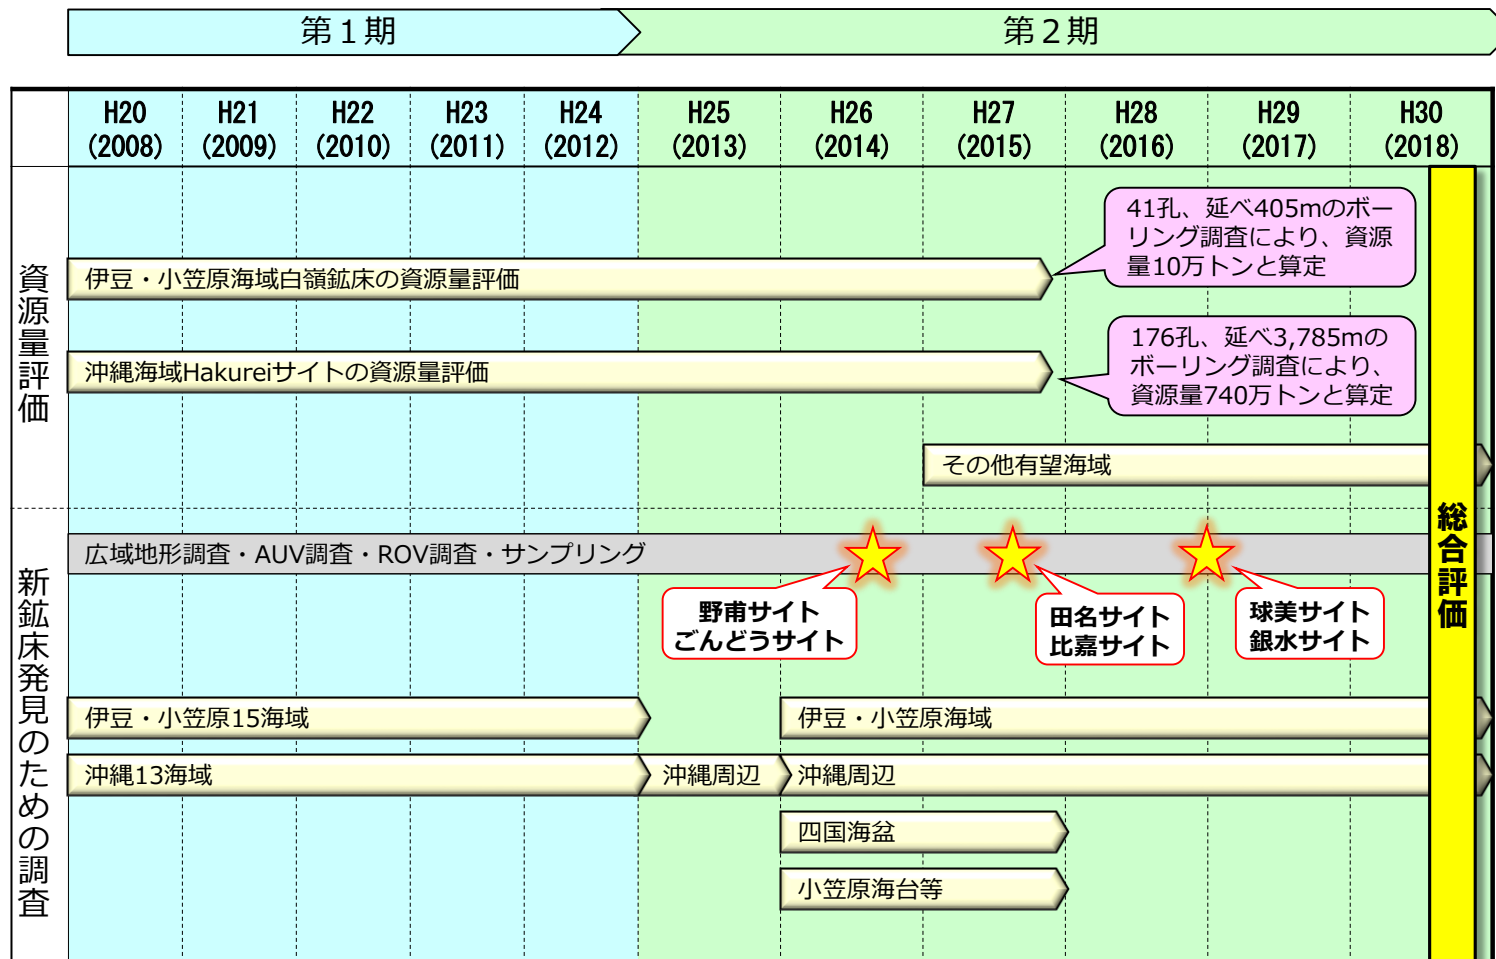 第１期
第２期
H20
(2008)
H21
(2009)
H22
(2010)
H23
(2011)
H24
(2012)
H25
(2013)
H26
(2014)
H27
(2015)
H28
(2016)
H29
(2017)
H30
(2018)
資源量評価
41孔、延べ405mのボー
リング調査により、資源
量10万トンと算定
伊豆・小笠原海域白嶺鉱床の資源量評価
176孔、延べ3,785mの
ボーリング調査により、
資源量740万トンと算定
沖縄海域Hakureiサイトの資源量評価
その他有望海域
総合評価
新鉱床発見のための調査
広域地形調査・AUV調査・ROV調査・サンプリング
野甫サイト
ごんどうサイト
田名サイト
比嘉サイト
球美サイト
銀水サイト
伊豆・小笠原15海域
伊豆・小笠原海域
沖縄13海域
沖縄周辺
沖縄周辺
四国海盆
小笠原海台等